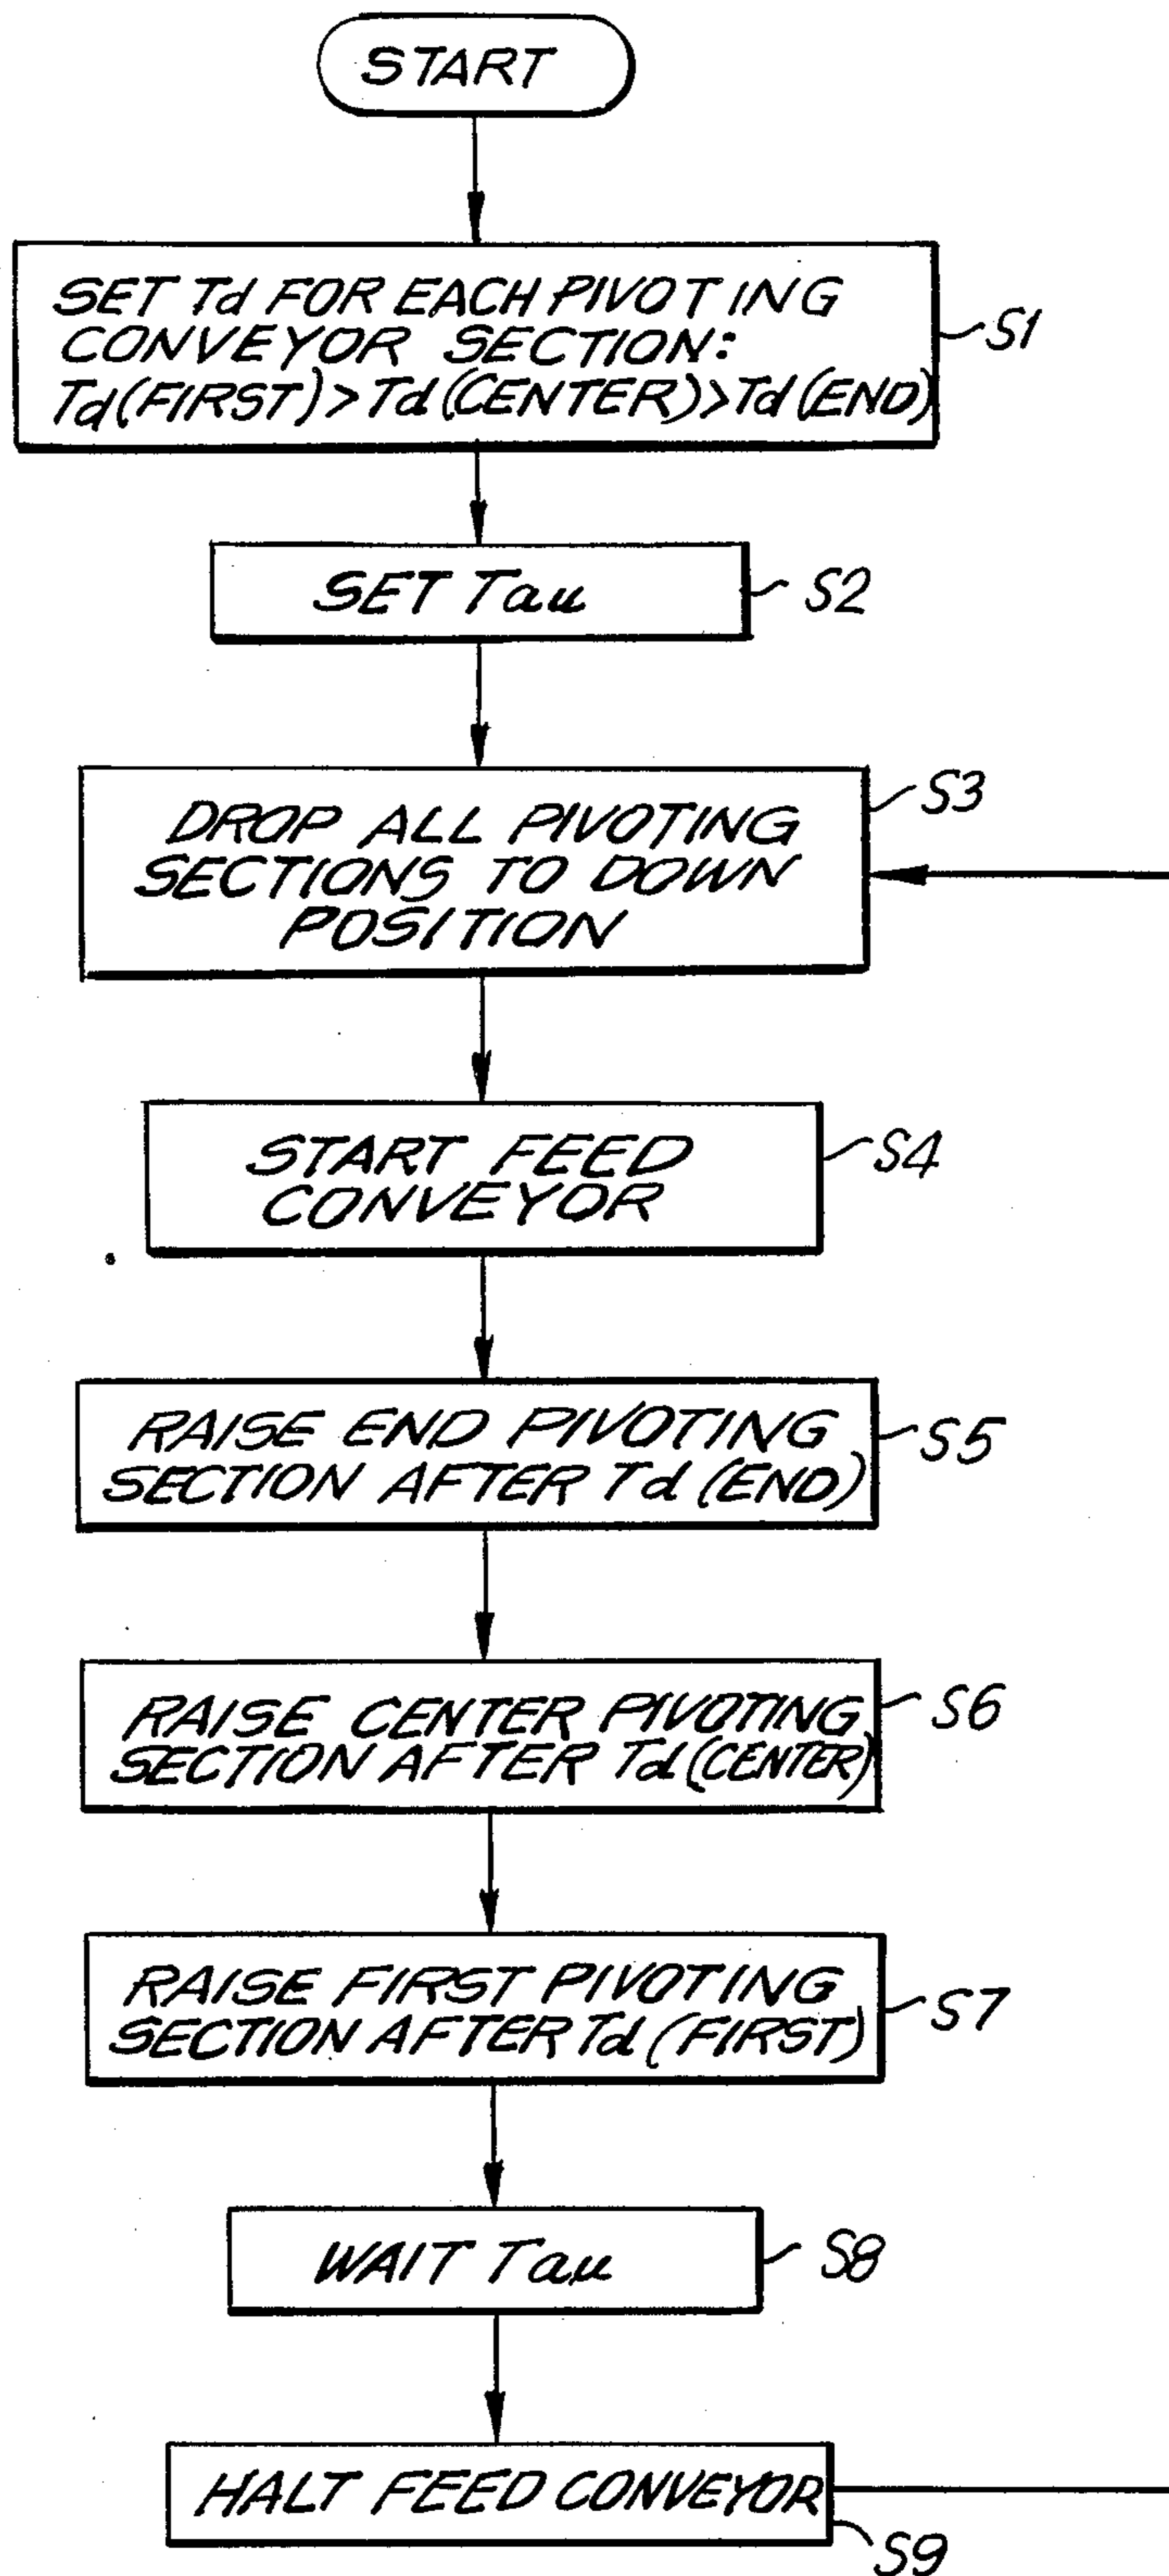 START
SET Td FOR EACH PIVOTING
CONVEYOR SECTION:
Td(FIRST)>Td(CENTER)>Td(END)
S1
SET Tau
S2
DROP ALL PIVOTING
SECTIONS TO DOWN
POSITION
S3
START FEED
CONVEYOR
S4
RAISE END PIVOTING
SECTION AFTER Td (END)
S5
RAISE CENTER PIVOTING
SECTION AFTER Td (CENTER)
S6
RAISE FIRST PIVOTING
SECTION AFTER Td (FIRST)
S7
WAIT Tau
S8
HALT FEED CONVEYOR
S9